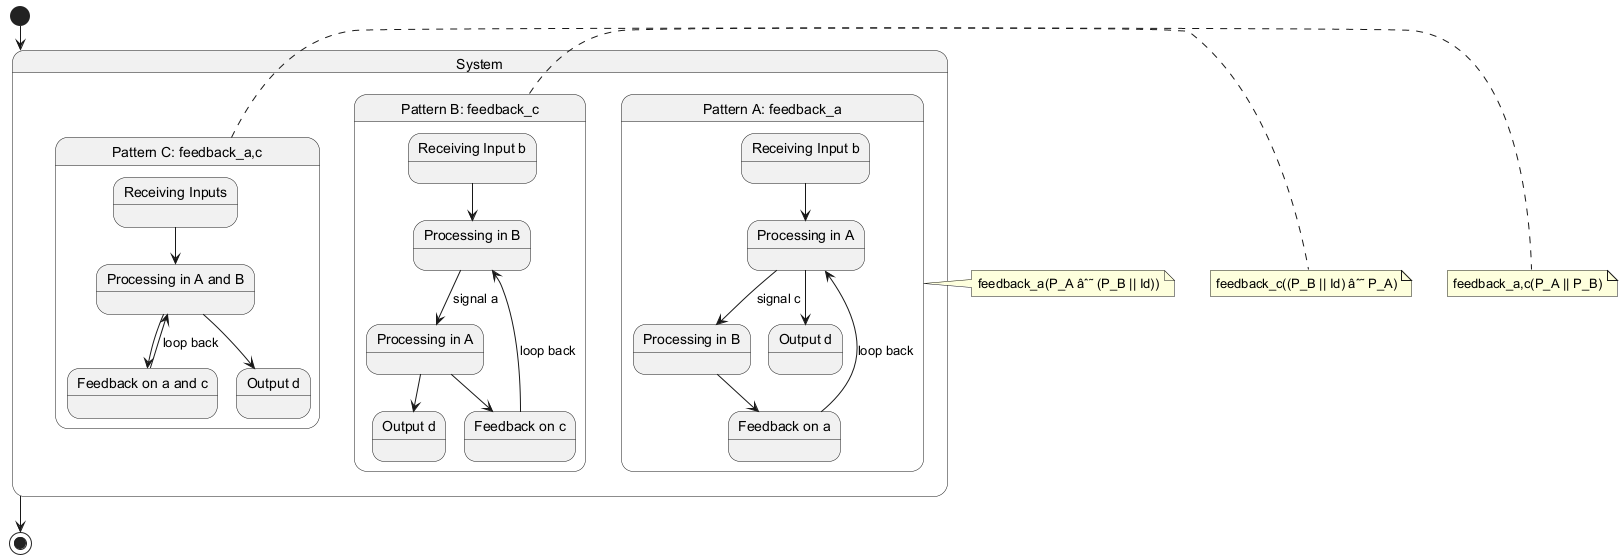 System
Pattern C: feedback_a,c
Receiving Inputs
Processing in A and B
loop back
Feedback on a and c
Output d
Pattern B: feedback_c
Receiving Input b
Processing in B
signal a
Processing in A
loop back
Output d
Feedback on c
Pattern A: feedback_a
Receiving Input b
Processing in A
signal c
Processing in B
Output d
loop back
Feedback on a
feedback_a(P_A âˆ˜ (P_B || Id))
feedback_c((P_B || Id) âˆ˜ P_A)
feedback_a,c(P_A || P_B)